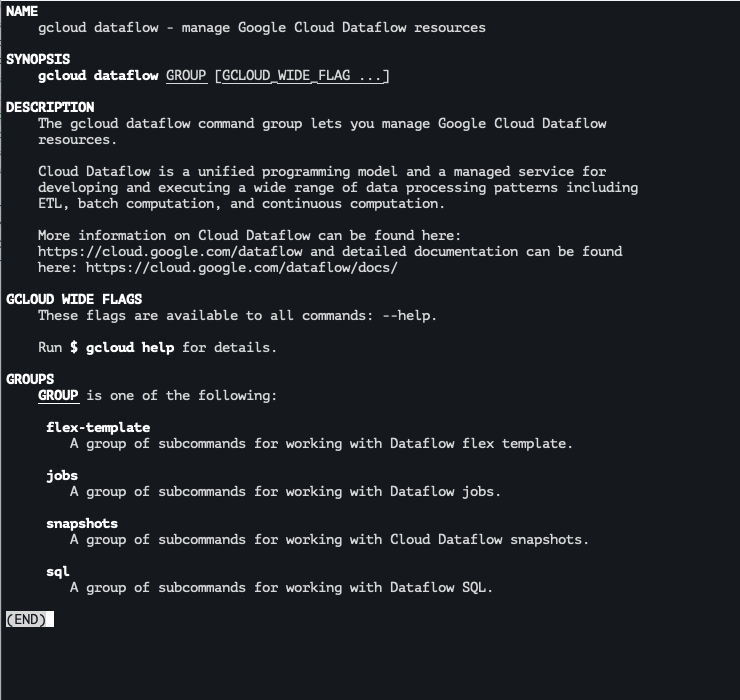 NAME
gcloud dataflow - manage Google Cloud Dataflow resources
SYNOPSIS
gcloud dataflow GROUP [GCLOUD_WIDE_FLAG ...]
DESCRIPTION
The gcloud dataflow command group lets you manage Google Cloud Dataflow
resources.
Cloud Dataflow is a unified programming model and a managed service for
developing and executing a wide range of data processing patterns including
ETL, batch computation, and continuous computation.
More information on Cloud Dataflow can be found here:
https://cloud.google.com/dataflow and detailed documentation can be found
here: https://cloud.google.com/dataflow/docs/
GCLOUD WIDE FLAGS
These flags are available to all commands: --help.
Run $ gcloud help for details.
GROUPS
GROUP is one of the following:
flex-template
A group of subcommands for working with Dataflow flex template.
jobs
A group of subcommands for working with Dataflow jobs.
snapshots
A group of subcommands for working with Cloud Dataflow snapshots.
sql
A group of subcommands for working with Dataflow SQL.
(END)